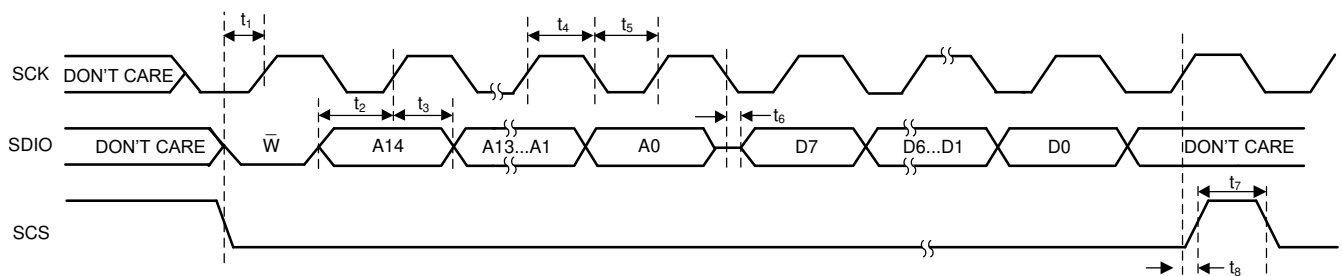 t1 t4 t5
SCK DON'T CARE
t2 t3 t6
SDIO DON'T CARE W̅ A14 A13...A1 A0 D7 D6...D1 D0 DON'T CARE
t7
SCS
t8